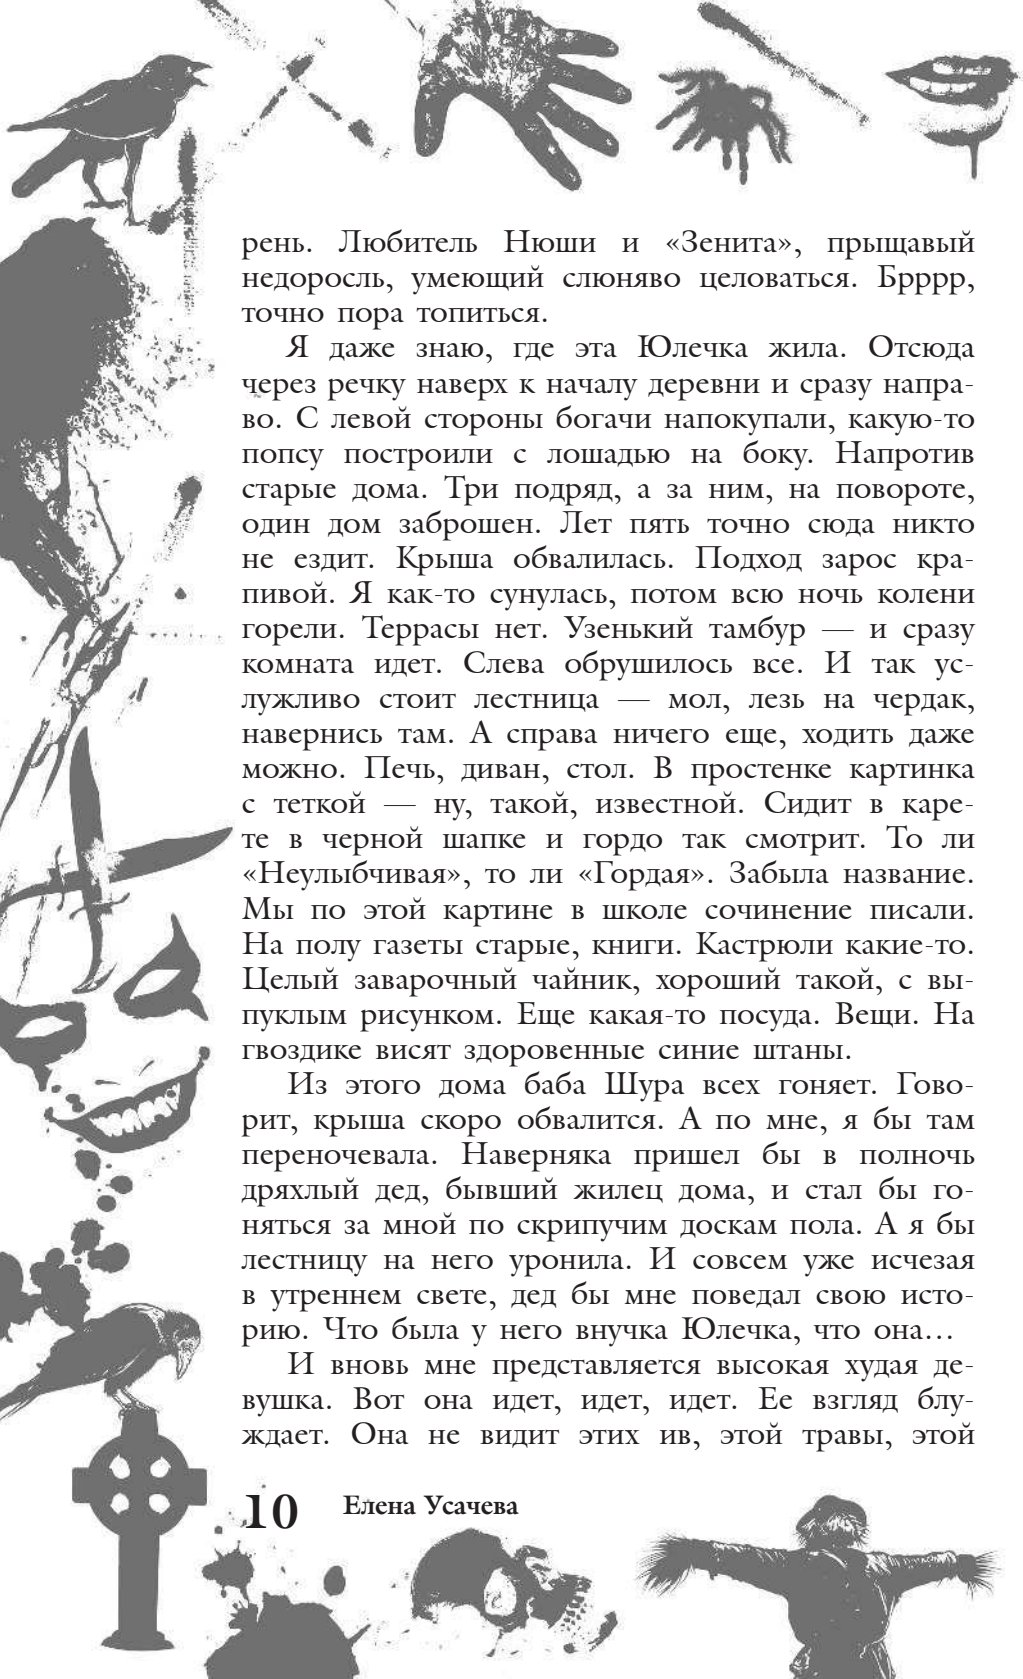 рень. Любитель Нюши и «Зенита», прыщавый
недоросль, умеющий слюняво целоваться. Брррр,
точно пора топиться.
Я даже знаю, где эта Юлечка жила. Отсюда
через речку наверх к началу деревни и сразу напра-
во. С левой стороны богачи напокупали, какую-то
попсу построили с лошадью на боку. Напротив
старые дома. Три подряд, а за ним, на повороте,
один дом заброшен. Лет пять точно сюда никто
не ездит. Крыша обвалилась. Подход зарос кра-
пивой. Я как-то сунулась, потом всю ночь колени
горели. Террасы нет. Узенький тамбур — и сразу
комната идет. Слева обрушилось все. И так ус-
лужливо стоит лестница — мол, лезь на чердак,
навернись там. А справа ничего еще, ходить даже
можно. Печь, диван, стол. В простенке картинка
с теткой — ну, такой, известной. Сидит в каре-
те в черной шапке и гордо так смотрит. То ли
«Неулыбчивая», то ли «Гордая». Забыла название.
Мы по этой картине в школе сочинение писали.
На полу газеты старые, книги. Кастрюли какие-то.
Целый заварочный чайник, хороший такой, с вы-
пуклым рисунком. Еще какая-то посуда. Вещи. На
гвоздике висят здоровенные синие штаны.
Из этого дома баба Шура всех гоняет. Гово-
рит, крыша скоро обвалится. А по мне, я бы там
переночевала. Наверняка пришел бы в полночь
дряхлый дед, бывший жилец дома, и стал бы го-
няться за мной по скрипучим доскам пола. А я бы
лестницу на него уронила. И совсем уже исчезая
в утреннем свете, дед бы мне поведал свою исто-
рию. Что была у него внучка Юлечка, что она…
И вновь мне представляется высокая худая де-
вушка. Вот она идет, идет, идет. Ее взгляд блу-
ждает. Она не видит этих ив, этой травы, этой
10 Елена Усачева